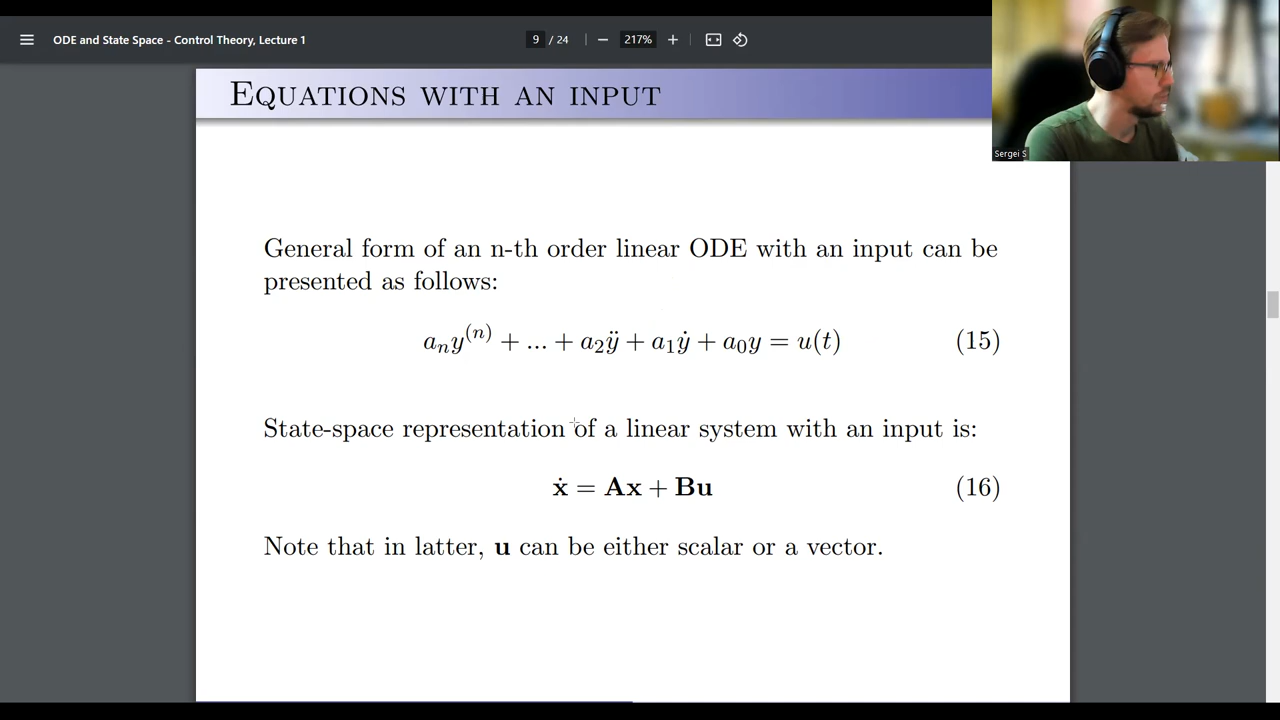 ODE and State Space - Control Theory, Lecture 1
9 / 24
217%
Sergei S
EQUATIONS WITH AN INPUT
General form of an n-th order linear ODE with an input can be
presented as follows:
aₙy⁽ⁿ⁾ + ... + a₂ÿ + a₁ẏ + a₀y = u(t) (15)
State-space representation of a linear system with an input is:
ẋ = Ax + Bu (16)
Note that in latter, u can be either scalar or a vector.